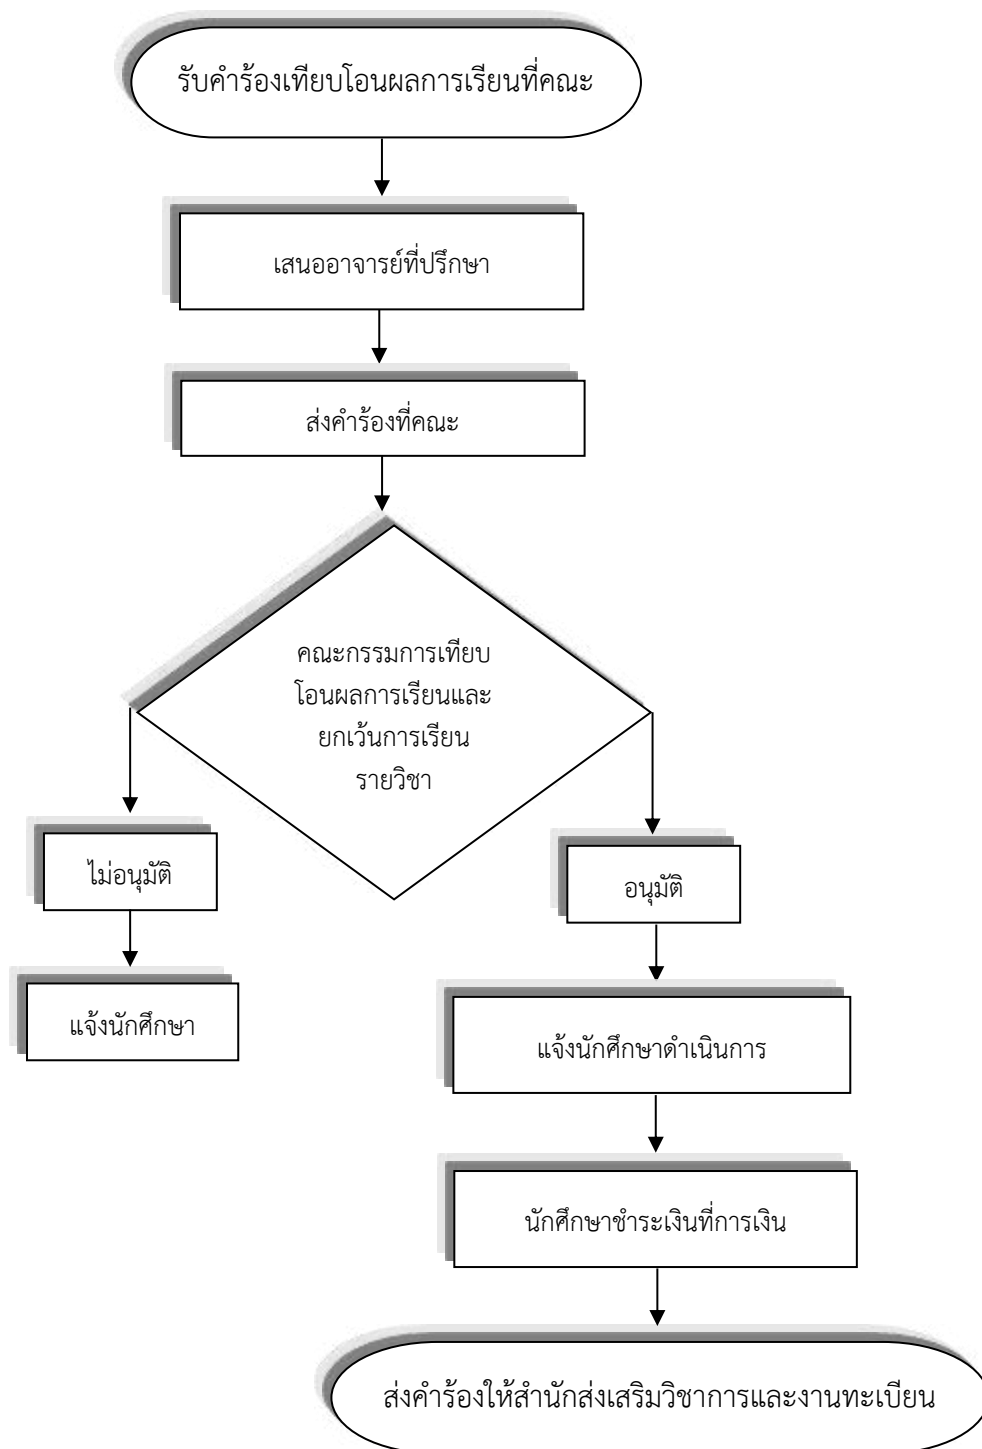 รับคำร้องเทียบโอนผลการเรียนที่คณะ
เสนออาจารย์ที่ปรึกษา
ส่งคำร้องที่คณะ
คณะกรรมการเทียบ
โอนผลการเรียนและ
ยกเว้นการเรียน
รายวิชา
ไม่อนุมัติ
อนุมัติ
แจ้งนักศึกษา
แจ้งนักศึกษาดำเนินการ
นักศึกษาชำระเงินที่การเงิน
ส่งคำร้องให้สำนักส่งเสริมวิชาการและงานทะเบียน